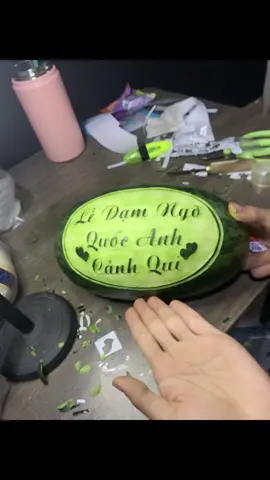 Lễ Dạm Ngõ
Quốc Anh
Cảnh Quí